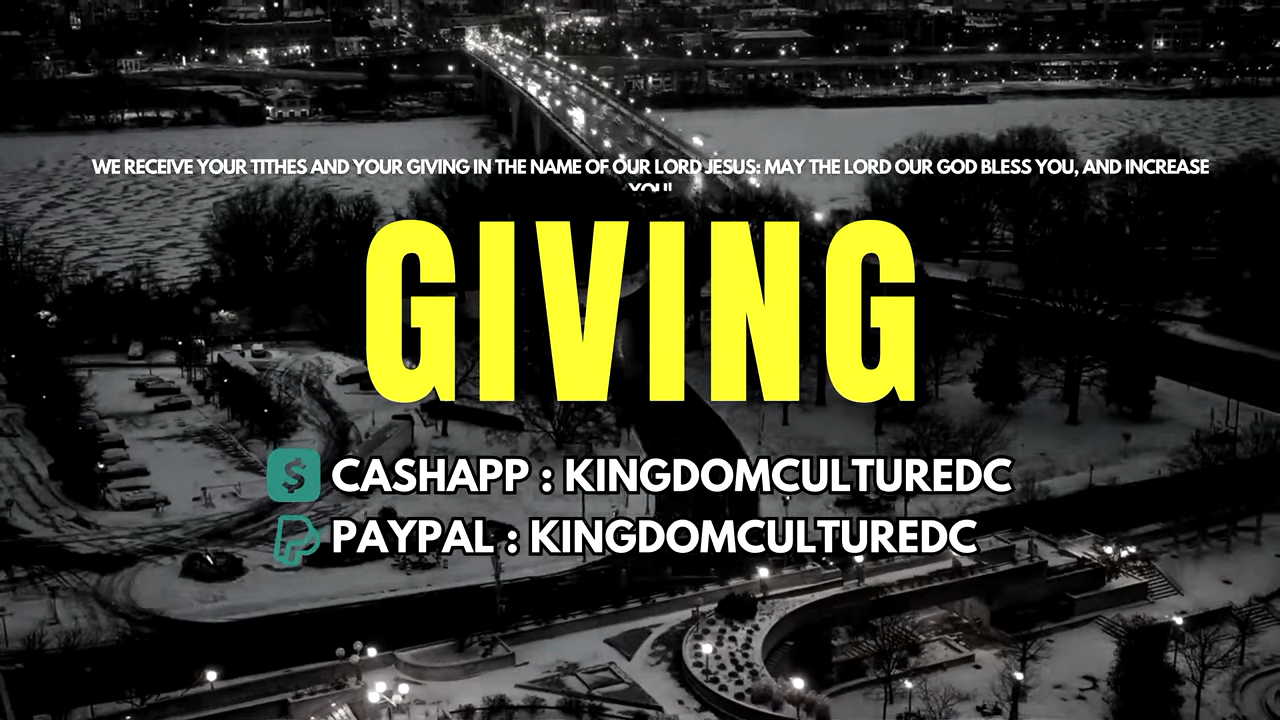 WE RECEIVE YOUR TITHES AND YOUR GIVING IN THE NAME OF OUR LORD JESUS: MAY THE LORD OUR GOD BLESS YOU, AND INCREASE
YOU!
GIVING
$ CASHAPP : KINGDOMCULTUREDC
PAYPAL : KINGDOMCULTUREDC